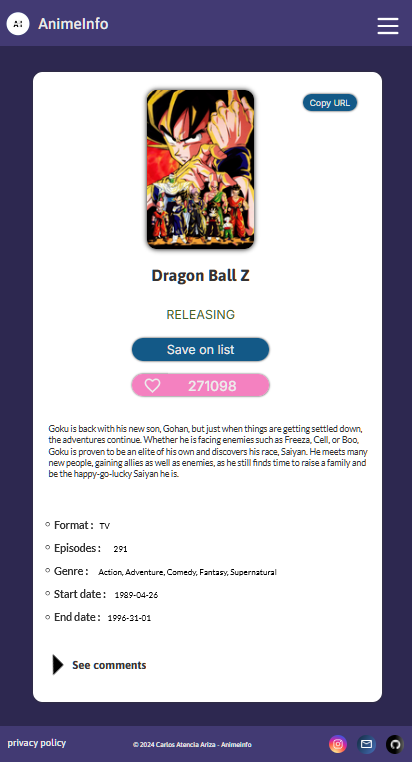 AI AnimeInfo
Copy URL
Dragon Ball Z
RELEASING
Save on list
271098
Goku is back with his new son, Gohan, but just when things are getting settled down,
the adventures continue. Whether he is facing enemies such as Freeza, Cell, or Boo,
Goku is proven to be an elite of his own and discovers his race, Saiyan. He meets many
new people, gaining allies as well as enemies, as he still finds time to raise a family and
be the happy-go-lucky Saiyan he is.
Format : TV
Episodes : 291
Genre : Action, Adventure, Comedy, Fantasy, Supernatural
Start date : 1989-04-26
End date : 1996-31-01
See comments
privacy policy
© 2024 Carlos Atencia Ariza - AnimeInfo